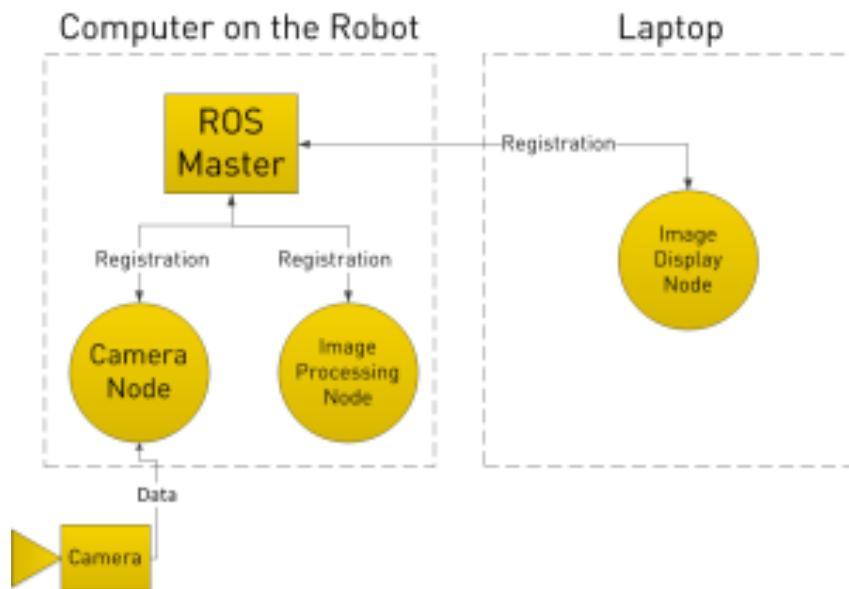 Computer on the Robot
Laptop
ROS
Master
Registration
Registration
Registration
Image
Display
Node
Camera
Node
Image
Processing
Node
Data
Camera